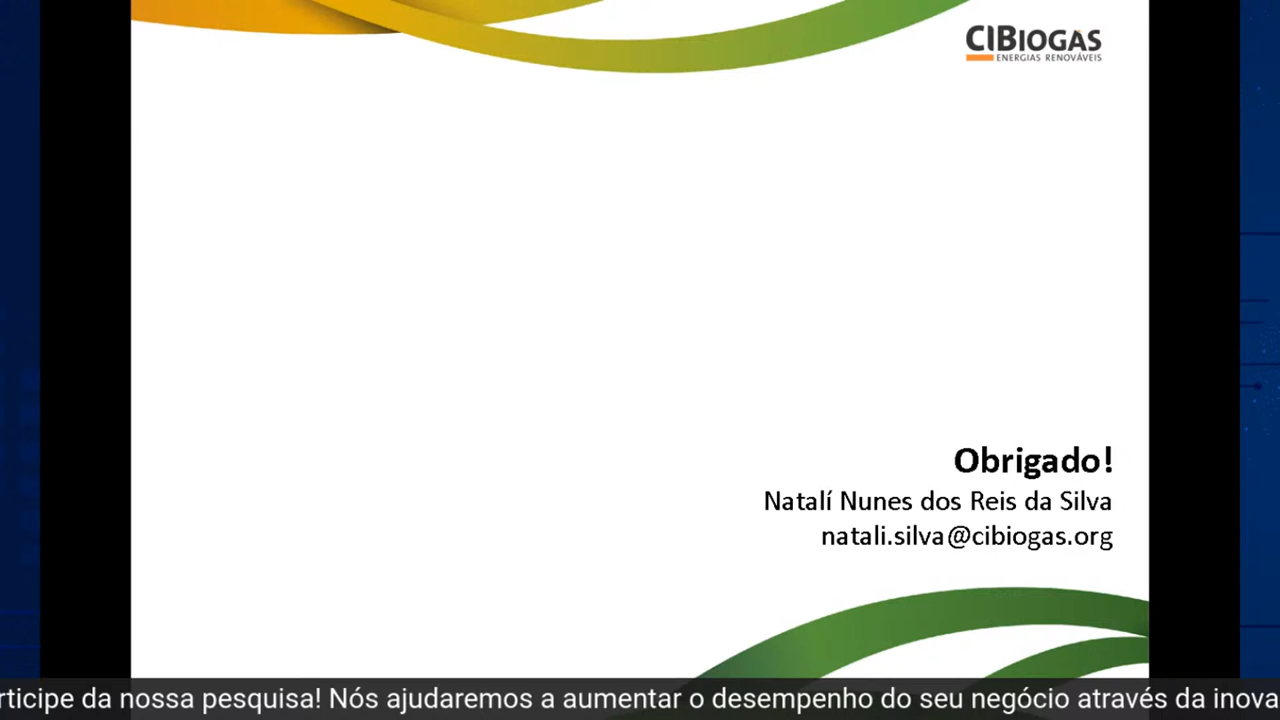 CIBIOGAS
ENERGIAS RENOVÁVEIS
Obrigado!
Natalí Nunes dos Reis da Silva
natali.silva@cibiogas.org
rticipe da nossa pesquisa! Nós ajudaremos a aumentar o desempenho do seu negócio através da inova